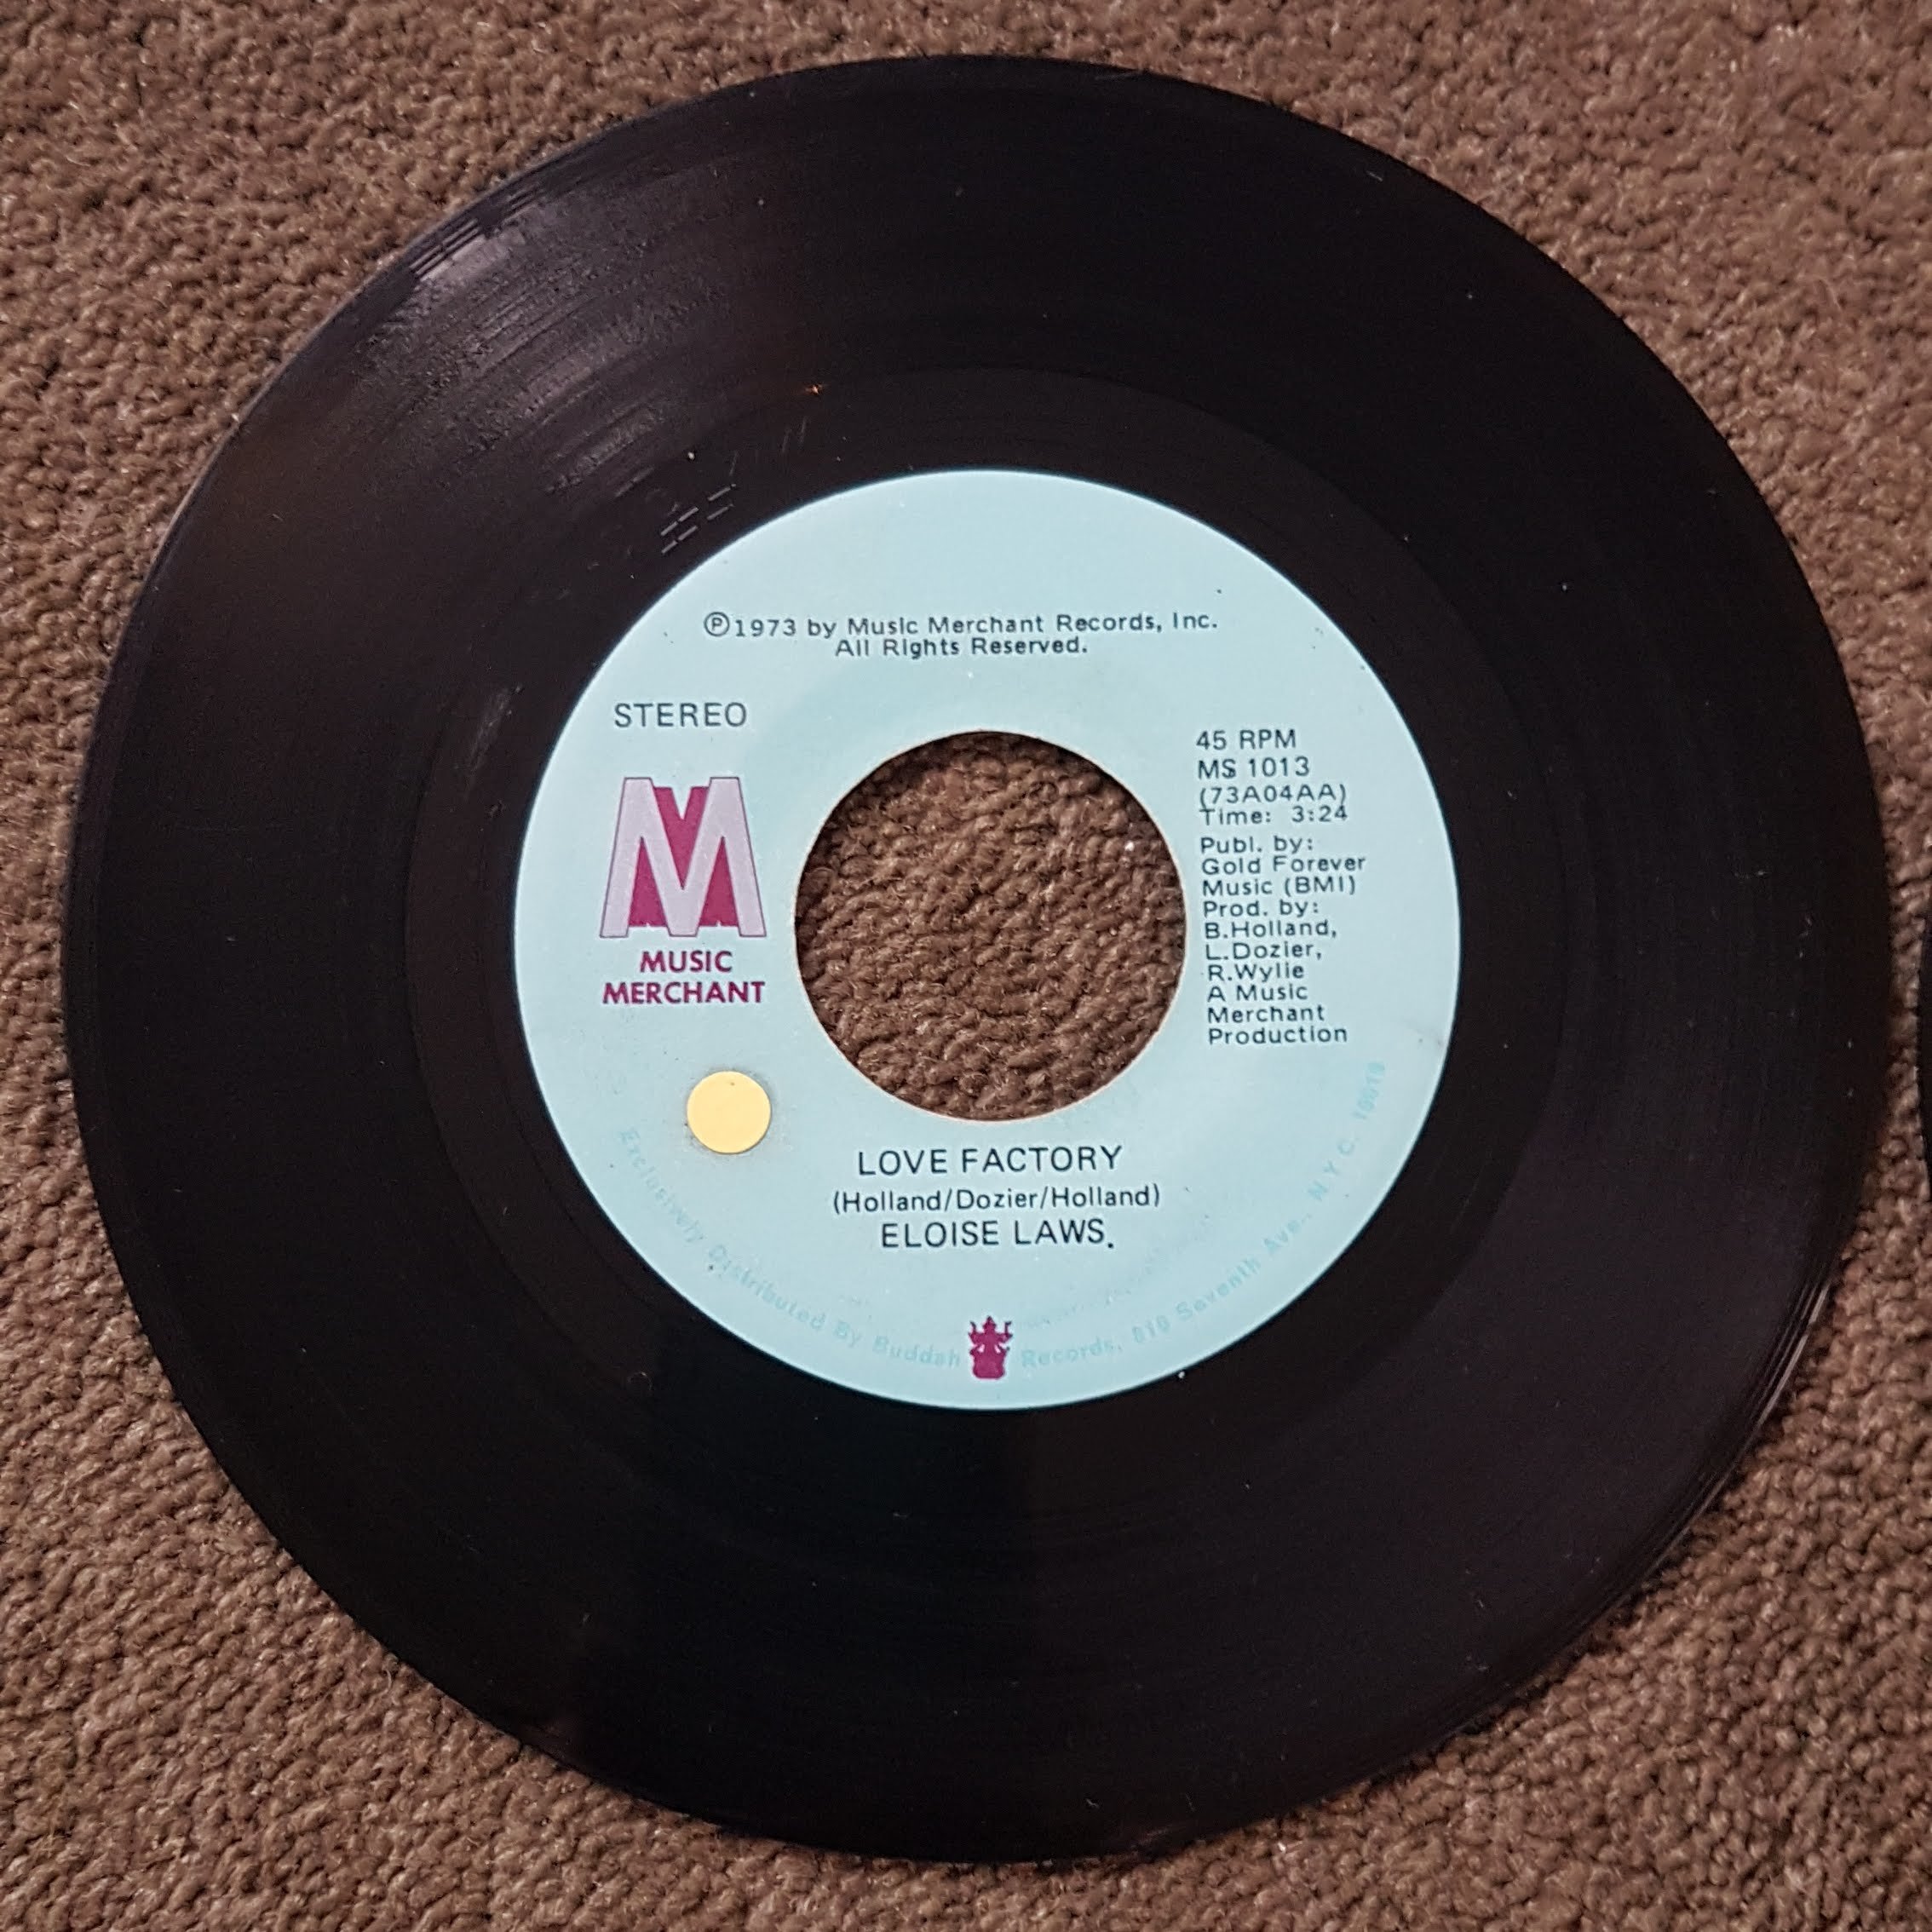 Ⓟ1973 by Music Merchant Records, Inc.
All Rights Reserved.
STEREO
MUSIC
MERCHANT
45 RPM
MS 1013
(73A04AA)
Time: 3:24
Publ. by:
Gold Forever
Music (BMI)
Prod. by:
B.Holland,
L.Dozier,
R.Wylie
A Music
Merchant
Production
LOVE FACTORY
(Holland/Dozier/Holland)
ELOISE LAWS.
Exclusively Distributed By Buddah Records, 810 Seventh Ave., N.Y.C. 10019